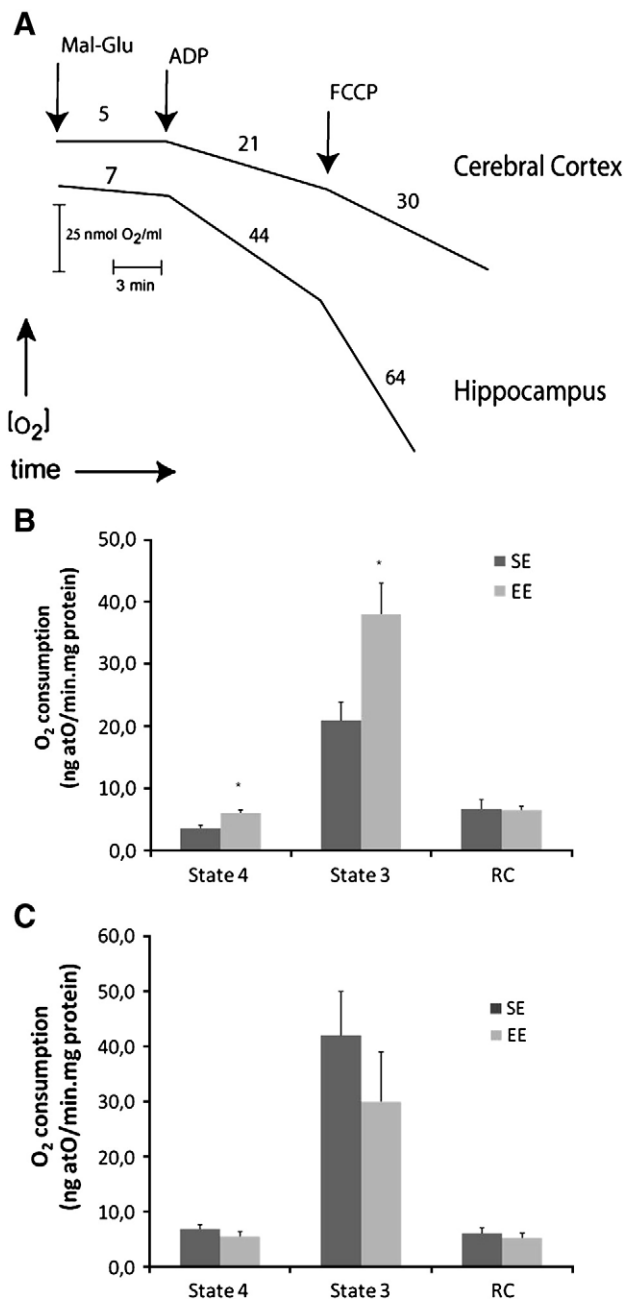 A
Mal-Glu
ADP
FCCP
5
21
30
Cerebral Cortex
7
44
25 nmol O₂/ml
3 min
64
Hippocampus
[O₂]
time
B
50,0
40,0
30,0
20,0
10,0
0,0
O₂ consumption
(ng atO/min.mg protein)
*
*
SE
EE
State 4
State 3
RC
C
60,0
50,0
40,0
30,0
20,0
10,0
0,0
O₂ consumption
(ng atO/min.mg protein)
SE
EE
State 4
State 3
RC